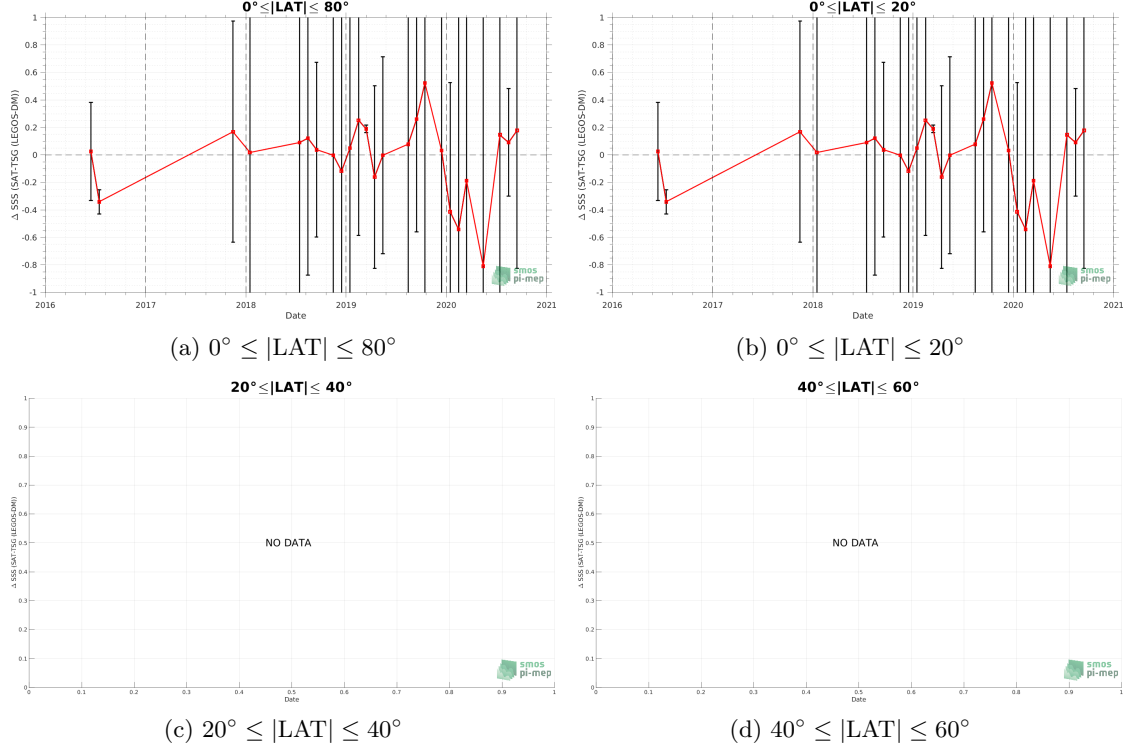 0°≤|LAT|≤ 80°
1
0.8
0.6
0.4
0.2
0
-0.2
-0.4
-0.6
-0.8
-1
Δ SSS (SAT-TSG (LEGOS-DM))
2016 2017 2018 2019 2020 2021
Date
smos
pi-mep
(a) 0° ≤ |LAT| ≤ 80°
0°≤|LAT|≤ 20°
1
0.8
0.6
0.4
0.2
0
-0.2
-0.4
-0.6
-0.8
-1
Δ SSS (SAT-TSG (LEGOS-DM))
2016 2017 2018 2019 2020 2021
Date
smos
pi-mep
(b) 0° ≤ |LAT| ≤ 20°
20°≤|LAT|≤ 40°
1
0.9
0.8
0.7
0.6
0.5
0.4
0.3
0.2
0.1
0
Δ SSS (SAT-TSG (LEGOS-DM))
NO DATA
0 0.1 0.2 0.3 0.4 0.5 0.6 0.7 0.8 0.9 1
Date
smos
pi-mep
(c) 20° ≤ |LAT| ≤ 40°
40°≤|LAT|≤ 60°
1
0.9
0.8
0.7
0.6
0.5
0.4
0.3
0.2
0.1
0
Δ SSS (SAT-TSG (LEGOS-DM))
NO DATA
0 0.1 0.2 0.3 0.4 0.5 0.6 0.7 0.8 0.9 1
Date
smos
pi-mep
(d) 40° ≤ |LAT| ≤ 60°